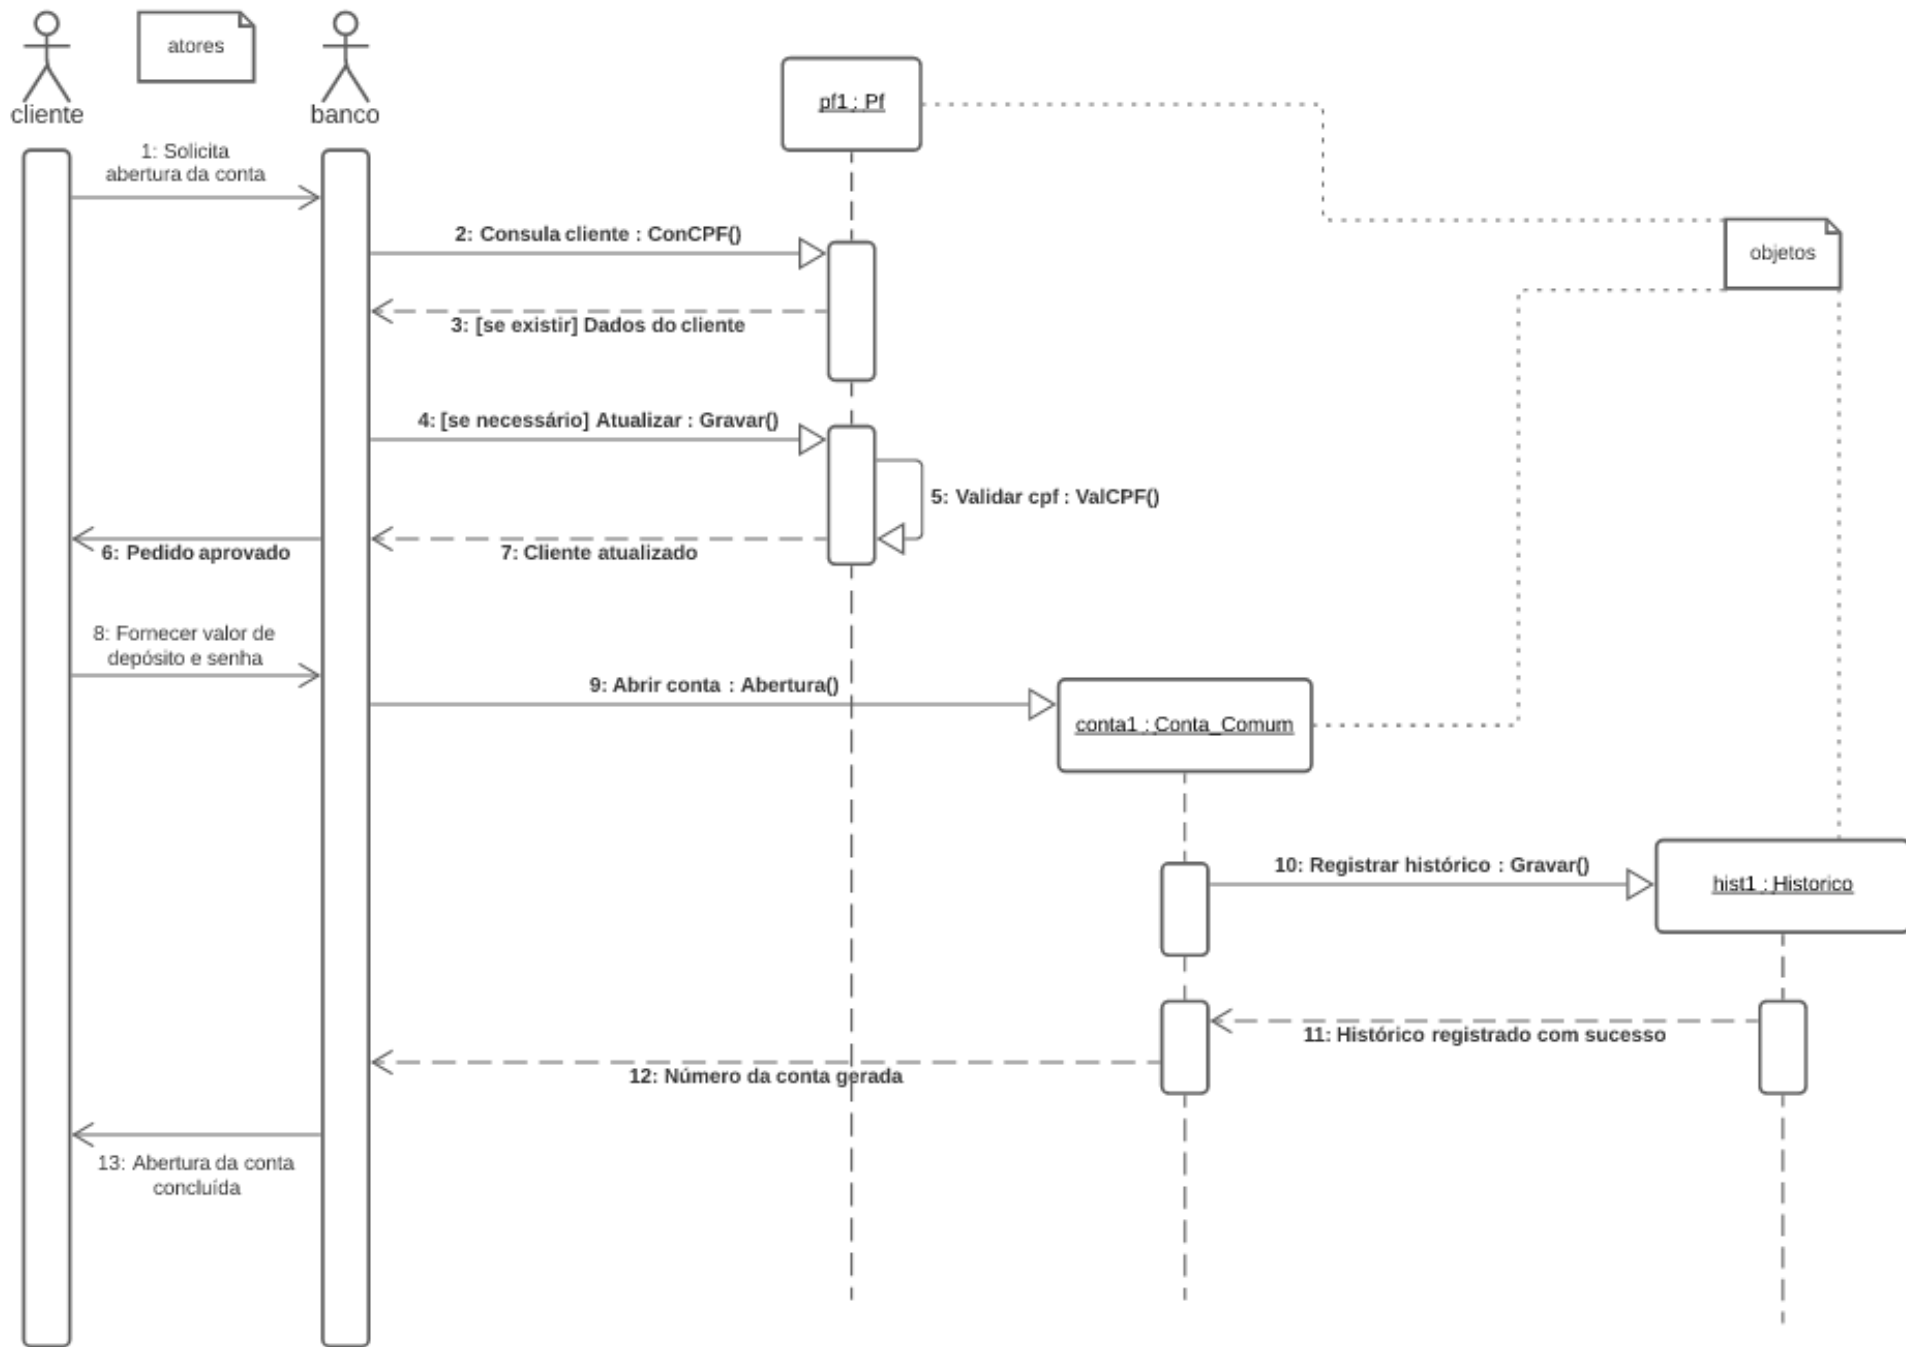 atores
cliente
banco
pf1 : Pf
1: Solicita
abertura da conta
2: Consula cliente : ConCPF()
objetos
3: [se existir] Dados do cliente
4: [se necessário] Atualizar : Gravar()
5: Validar cpf : ValCPF()
6: Pedido aprovado
7: Cliente atualizado
8: Fornecer valor de
depósito e senha
9: Abrir conta : Abertura()
conta1 : Conta_Comum
10: Registrar histórico : Gravar()
hist1 : Historico
11: Histórico registrado com sucesso
12: Número da conta gerada
13: Abertura da conta
concluída